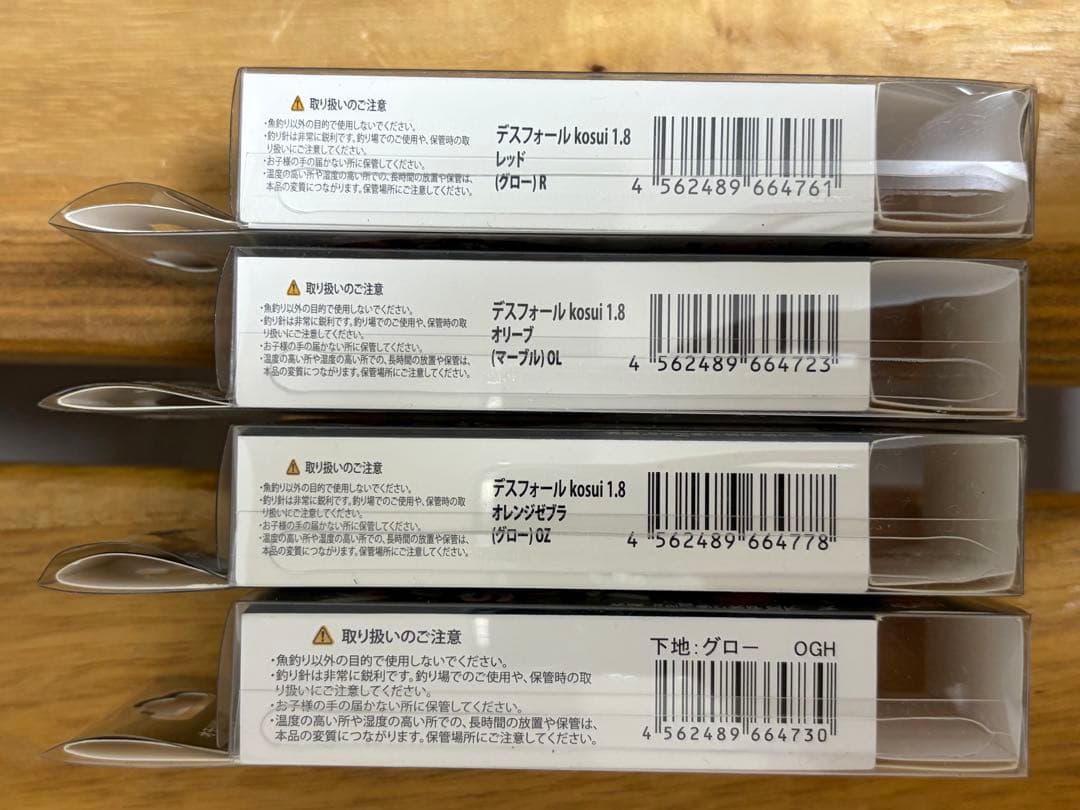 ⚠ 取り扱いのご注意
・魚釣り以外の目的で使用しないでください。
・釣り針は非常に鋭利です。釣り場でのご使用や、保管時の取
り扱いにご注意してください。
・お子様の手の届かない所に保管してください。
・温度の高い所や湿度の高い所での、長時間の放置や保管は、
本品の変質につながります。保管場所にご注意してください。
デスフォール kosui 1.8
レッド
(グロー) R
4 562489 664761
⚠ 取り扱いのご注意
・魚釣り以外の目的で使用しないでください。
・釣り針は非常に鋭利です。釣り場でのご使用や、保管時の取
り扱いにご注意してください。
・お子様の手の届かない所に保管してください。
・温度の高い所や湿度の高い所での、長時間の放置や保管は、
本品の変質につながります。保管場所にご注意してください。
デスフォール kosui 1.8
オリーブ
(マーブル) OL
4 562489 664723
⚠ 取り扱いのご注意
・魚釣り以外の目的で使用しないでください。
・釣り針は非常に鋭利です。釣り場でのご使用や、保管時の取
り扱いにご注意してください。
・お子様の手の届かない所に保管してください。
・温度の高い所や湿度の高い所での、長時間の放置や保管は、
本品の変質につながります。保管場所にご注意してください。
デスフォール kosui 1.8
オレンジゼブラ
(グロー) OZ
4 562489 664778
⚠ 取り扱いのご注意
・魚釣り以外の目的で使用しないでください。
・釣り針は非常に鋭利です。釣り場でのご使用や、保管時の取
り扱いにご注意してください。
・お子様の手の届かない所に保管してください。
・温度の高い所や湿度の高い所での、長時間の放置や保管は、
本品の変質につながります。保管場所にご注意してください。
下地：グロー OGH
4 562489 664730